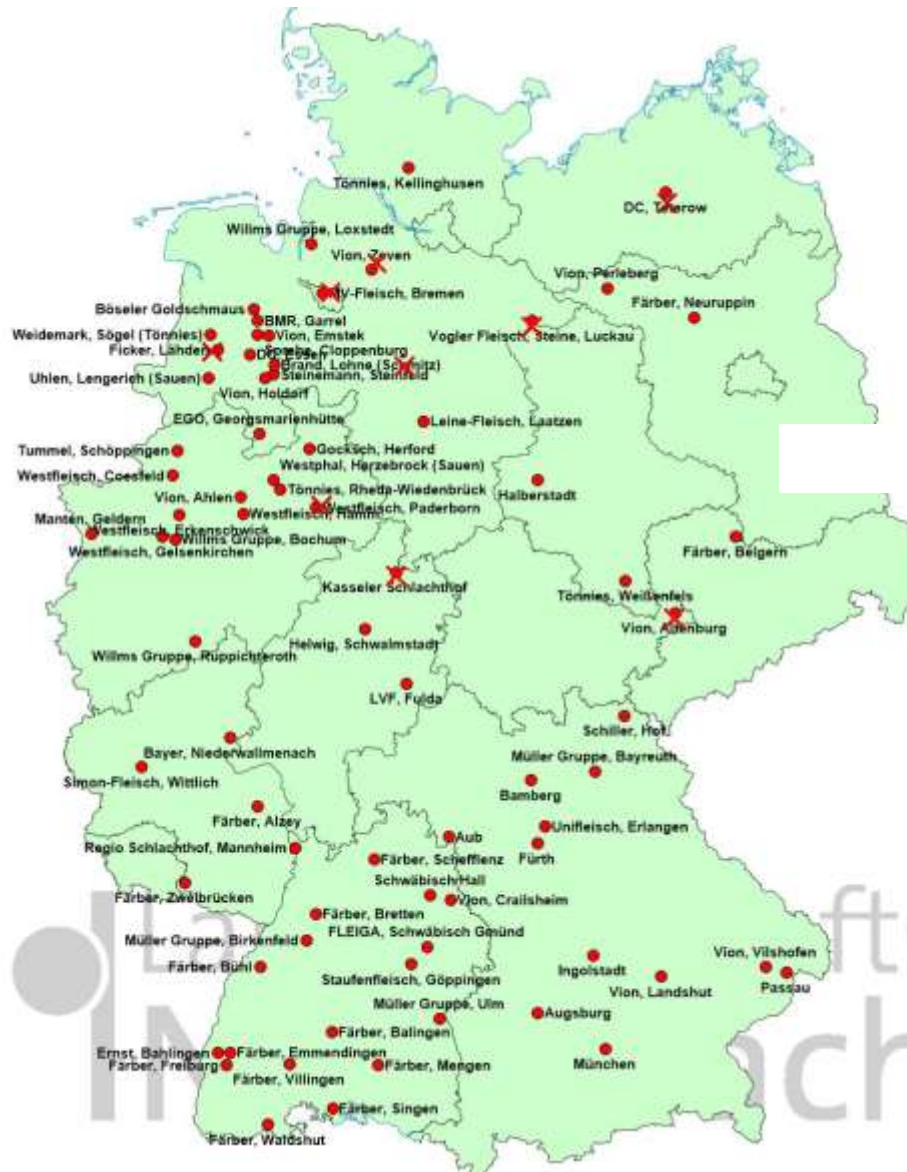 Tönnies, Kellinghusen
DC, Teterow
Willms Gruppe, Loxstedt
Vion, Zeven
Vion, Perleberg
IV-Fleisch, Bremen
Färber, Neuruppin
Böseler Goldschmaus
BMR, Garrel
Weidemark, Sögel (Tönnies)
Vion, Emstek
Vogler Fleisch, Steine, Luckau
Ficker, Lähden
Cloppenburg
DC, Essen
Brand, Lohne
Uhlen, Lengerich (Sauen)
Steinemann, Steinfeld
Vion, Holdorf
EGO, Georgsmarienhütte
Leine-Fleisch, Laatzen
Tummel, Schöppingen
Gocksch, Herford
Westphal, Herzebrock (Sauen)
Westfleisch, Coesfeld
Halberstadt
Vion, Ahlen
Tönnies, Rheda-Wiedenbrück
Westfleisch, Paderborn
Manten, Geldern
Westfleisch, Hamm
Westfleisch, Erkenschwick
Willms Gruppe, Bochum
Färber, Belgern
Westfleisch, Gelsenkirchen
Kasseler Schlachthof
Tönnies, Weißenfels
Vion, Altenburg
Willms Gruppe, Ruppichteroth
Helwig, Schwalmstadt
LVF, Fulda
Schiller, Hof
Bayer, Niederwallmenach
Müller Gruppe, Bayreuth
Simon-Fleisch, Wittlich
Bamberg
Färber, Alzey
Unifleisch, Erlangen
Aub
Regio Schlachthof, Mannheim
Fürth
Färber, Schefflenz
Schwäbisch Hall
Färber, Zweibrücken
Vion, Crailsheim
Färber, Bretten
FLEIGA, Schwäbisch Gmünd
Müller Gruppe, Birkenfeld
Vion, Vilshofen
Färber, Bühl
Staufenfleisch, Göppingen
Ingolstadt
Vion, Landshut
Passau
Müller Gruppe, Ulm
Augsburg
Färber, Balingen
Ernst, Bahlingen
Färber, Emmendingen
München
Färber, Freiburg
Färber, Villingen
Färber, Mengen
Färber, Singen
Färber, Waldshut